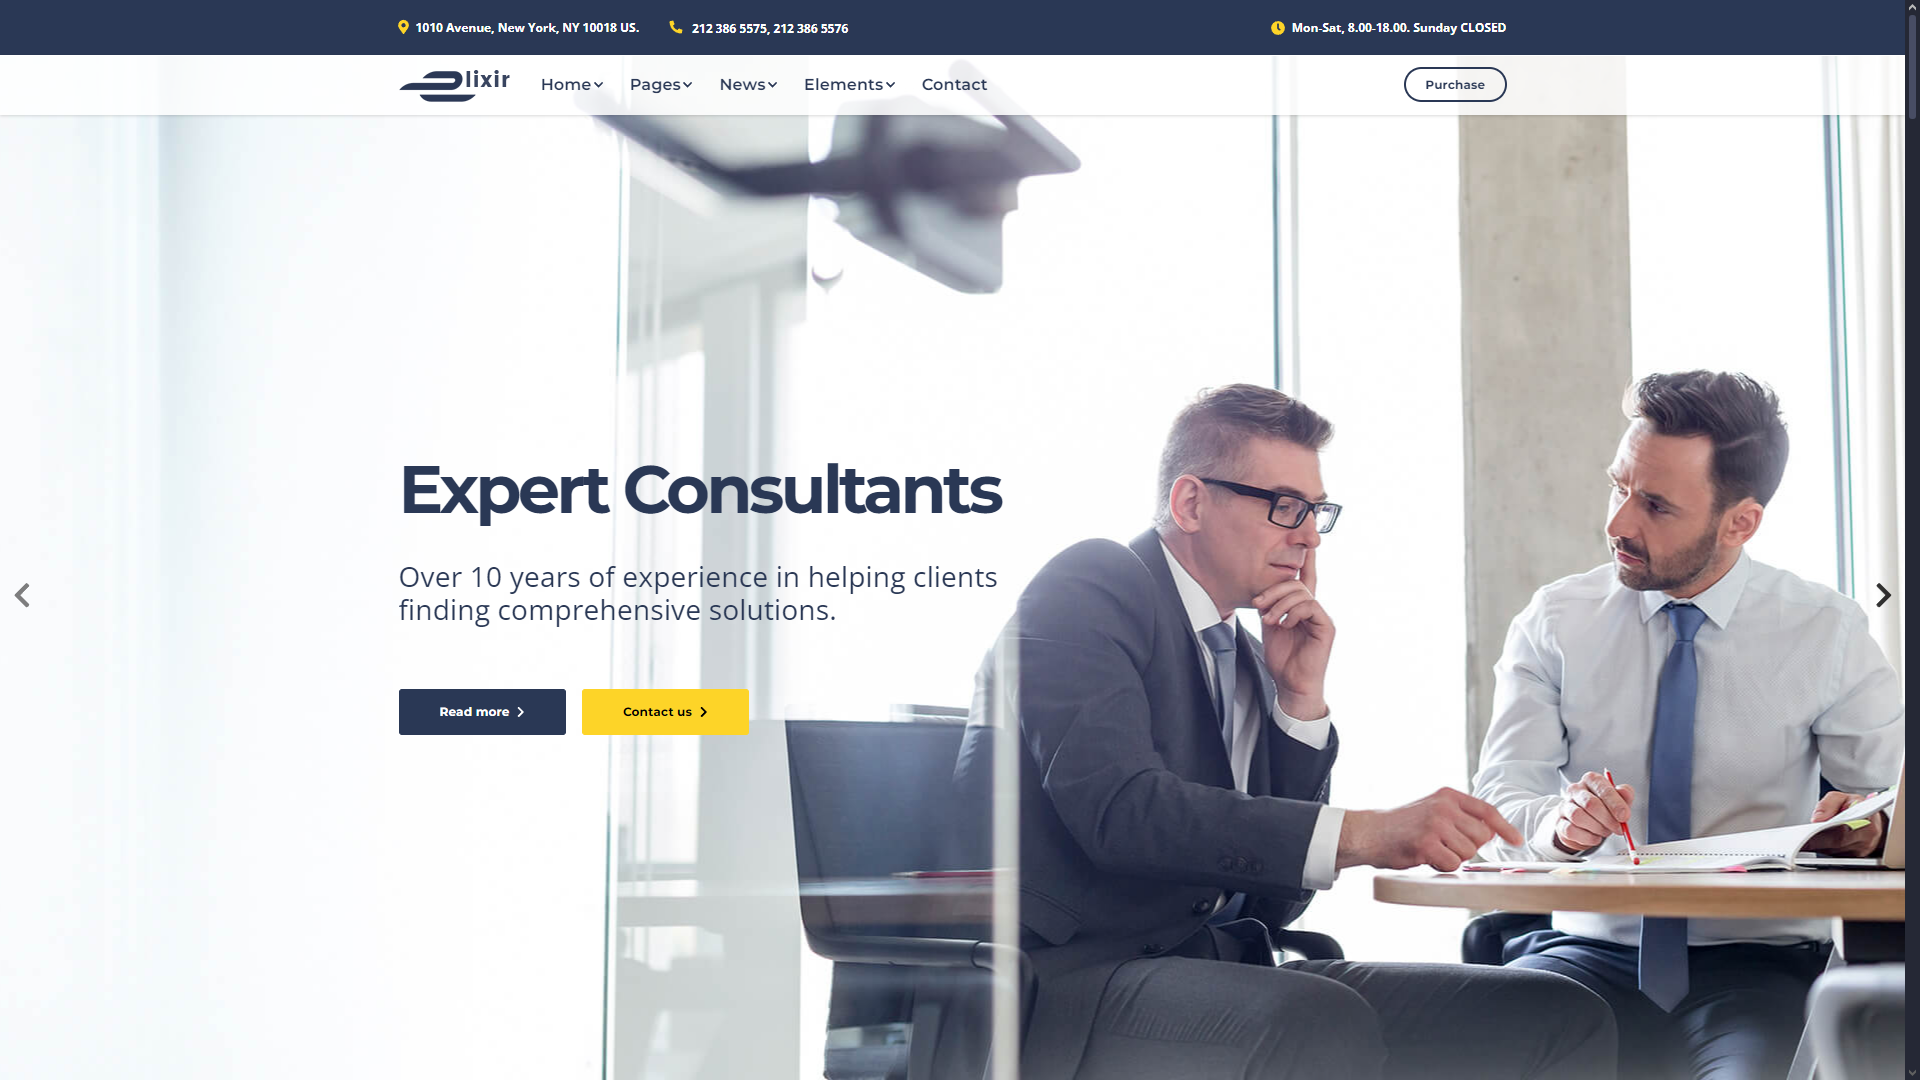 1010 Avenue, New York, NY 10018 US.
212 386 5575, 212 386 5576
Mon-Sat, 8.00-18.00. Sunday CLOSED
elixir
Home
Pages
News
Elements
Contact
Purchase
Expert Consultants
Over 10 years of experience in helping clients
finding comprehensive solutions.
Read more
Contact us